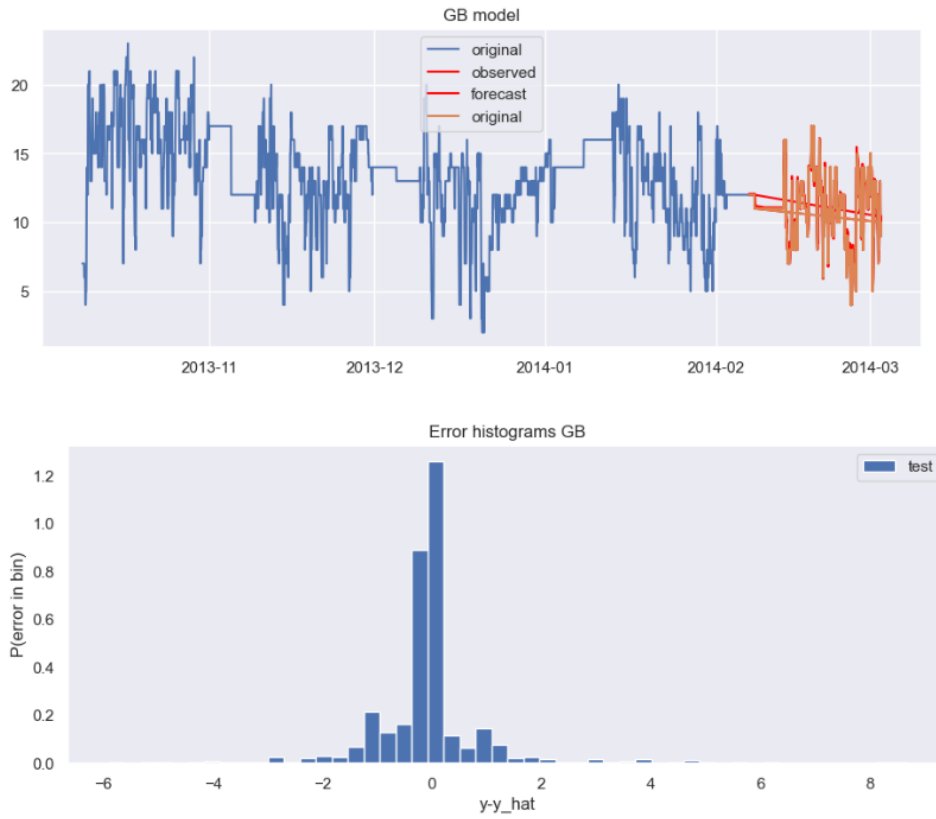 GB model
original
observed
forecast
original
20
15
10
5
2013-11 2013-12 2014-01 2014-02 2014-03
Error histograms GB
test
1.2
1.0
0.8
0.6
0.4
0.2
0.0
P(error in bin)
−6 −4 −2 0 2 4 6 8
y-y_hat